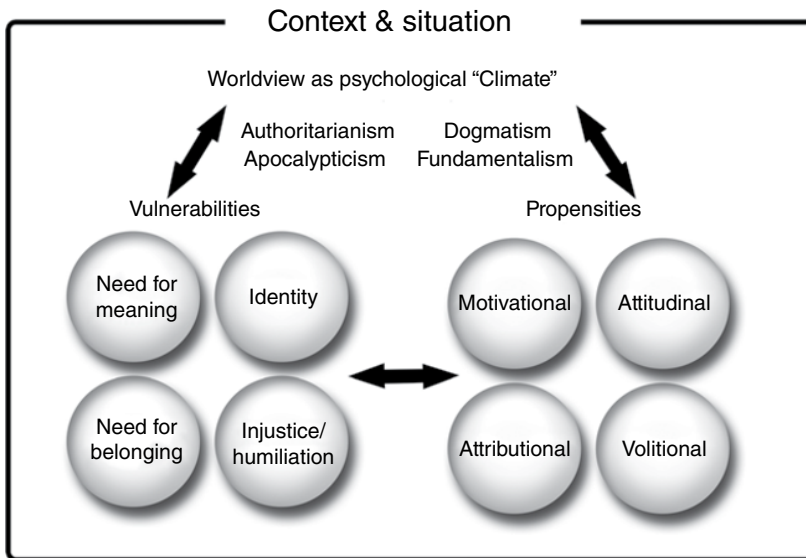 Context & situation
Worldview as psychological “Climate”
Authoritarianism Dogmatism
Apocalypticism Fundamentalism
Vulnerabilities
Propensities
Need for
meaning
Identity
Need for
belonging
Injustice/
humiliation
Motivational
Attitudinal
Attributional
Volitional